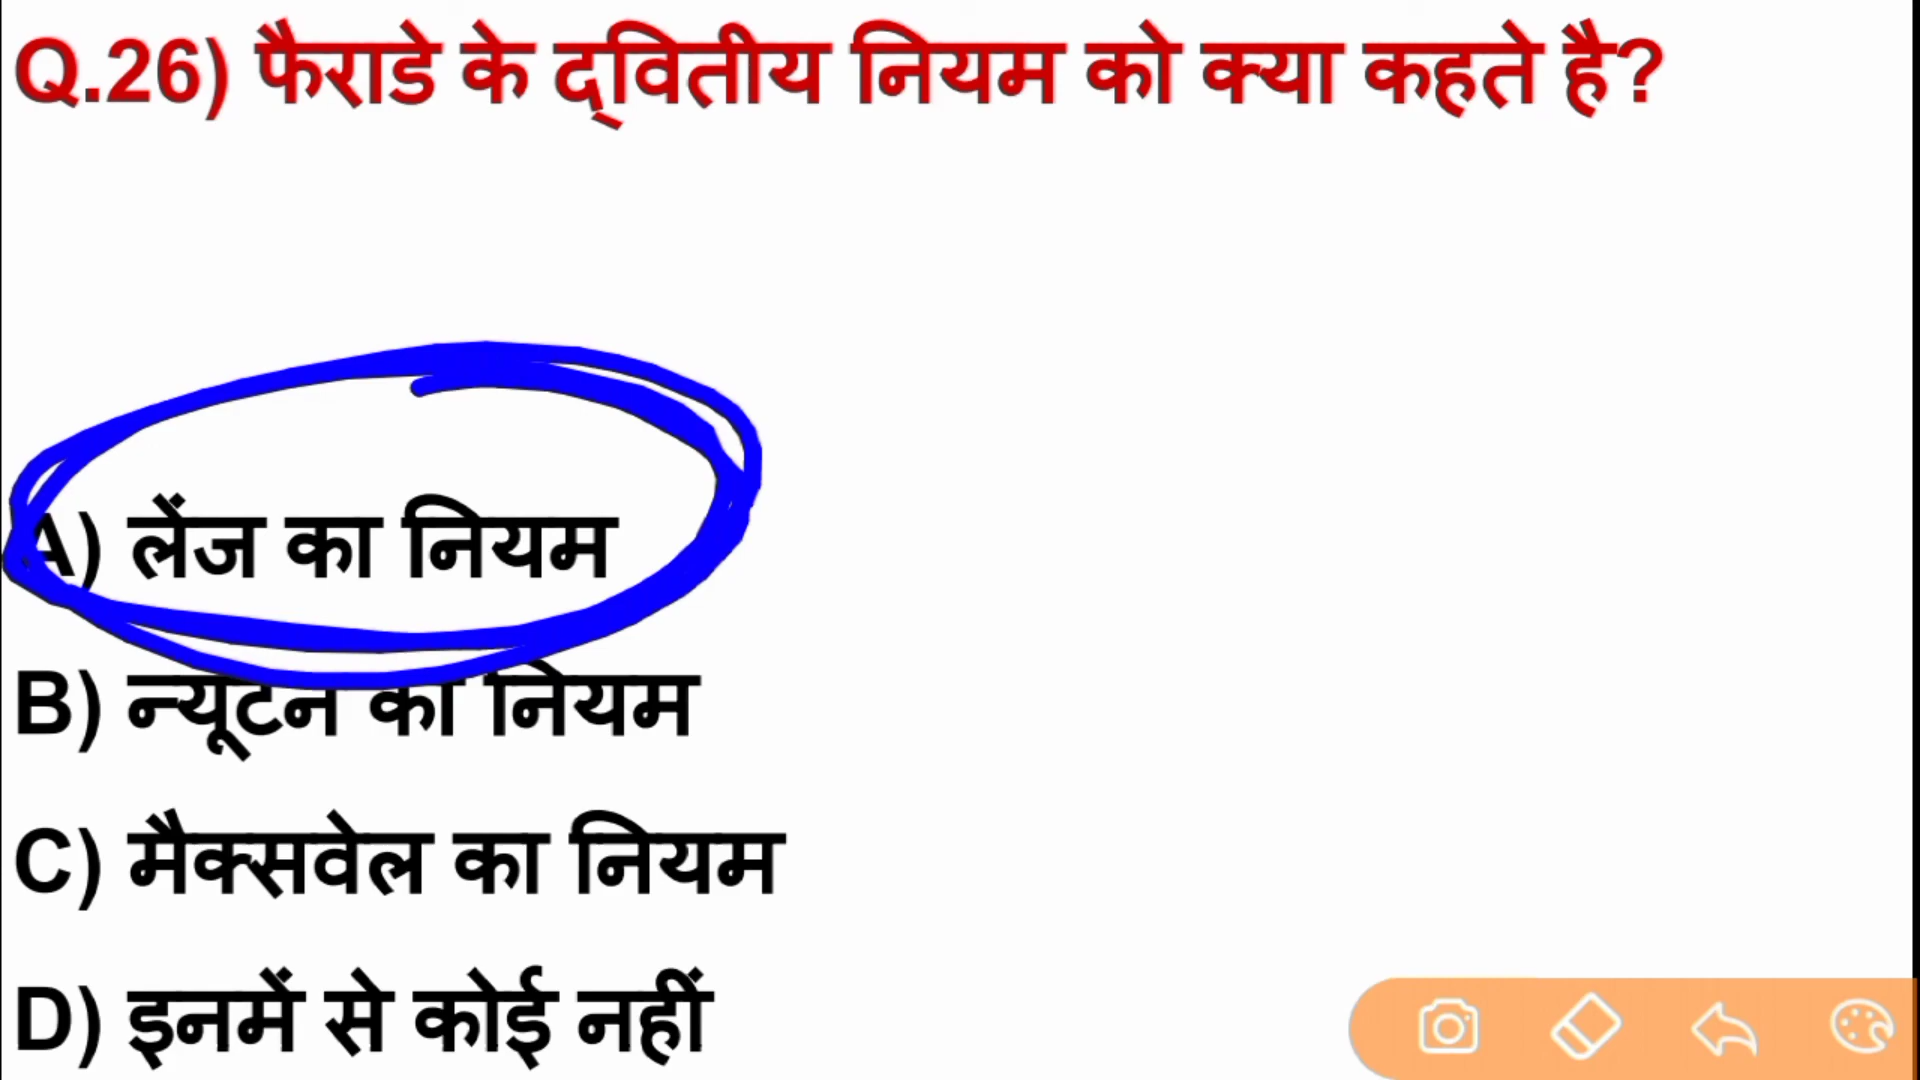 Q.26) फैराडे के द्वितीय नियम को क्या कहते है?
A) लेंज का नियम
B) न्यूटन का नियम
C) मैक्सवेल का नियम
D) इनमें से कोई नहीं